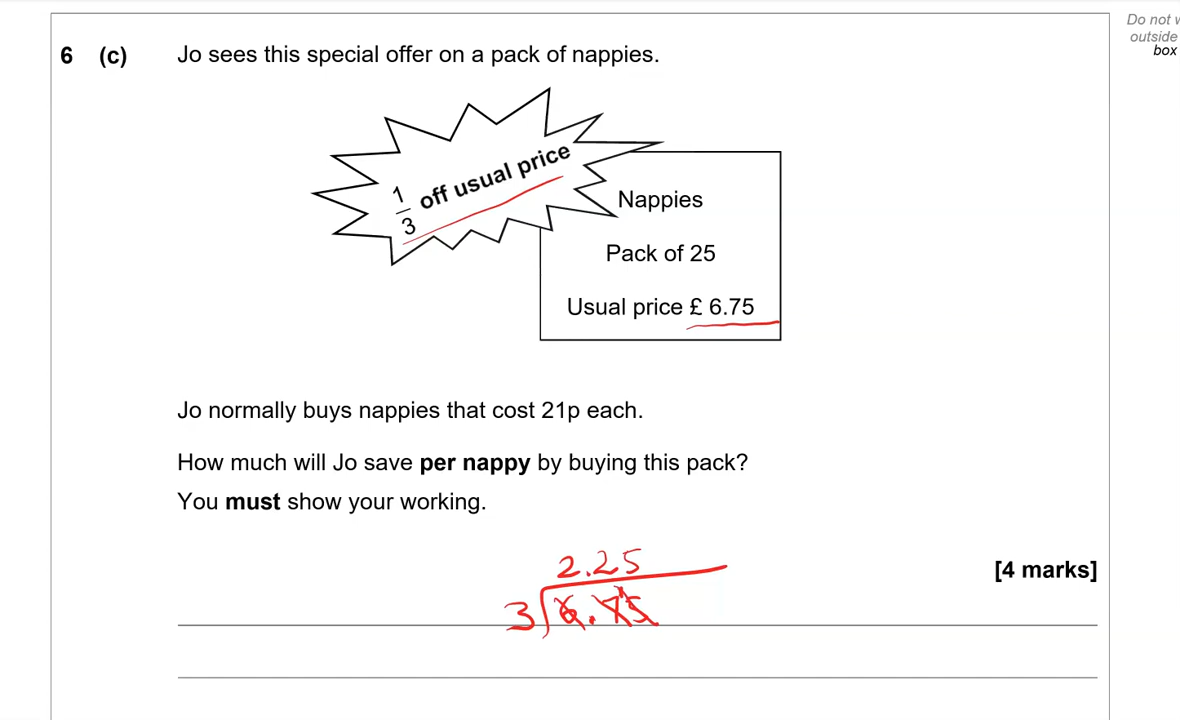 Do not
outside
box
6 (c) Jo sees this special offer on a pack of nappies.
1/3 off usual price
Nappies
Pack of 25
Usual price £ 6.75
Jo normally buys nappies that cost 21p each.
How much will Jo save per nappy by buying this pack?
You must show your working.
[4 marks]
2.25
3 6.75